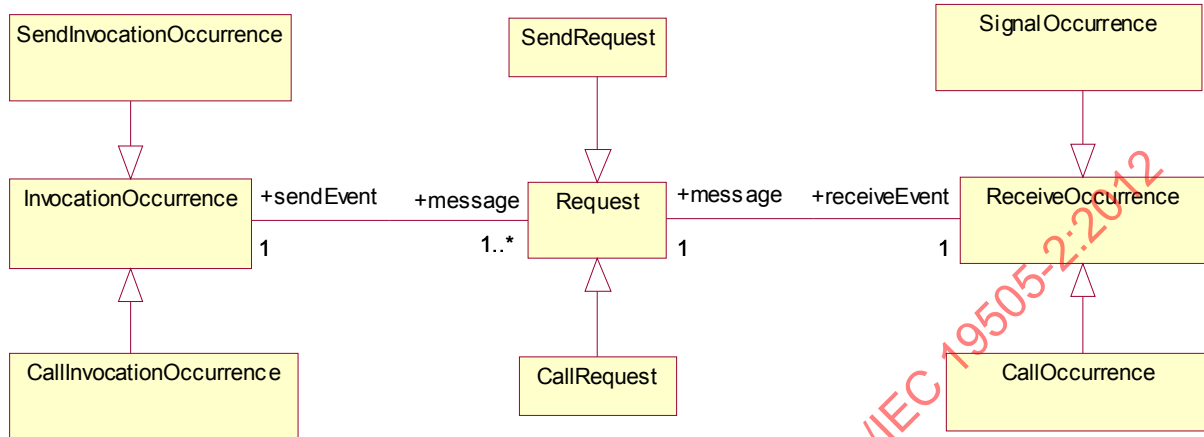 SendInvocationOccurrence
SendRequest
SignalOccurrence
InvocationOccurrence
+sendEvent
+message
Request
+message
+receiveEvent
ReceiveOccurrence
1
1..*
1
1
CallInvocationOccurrence
CallRequest
CallOccurrence
/IEC 19505-2:2012